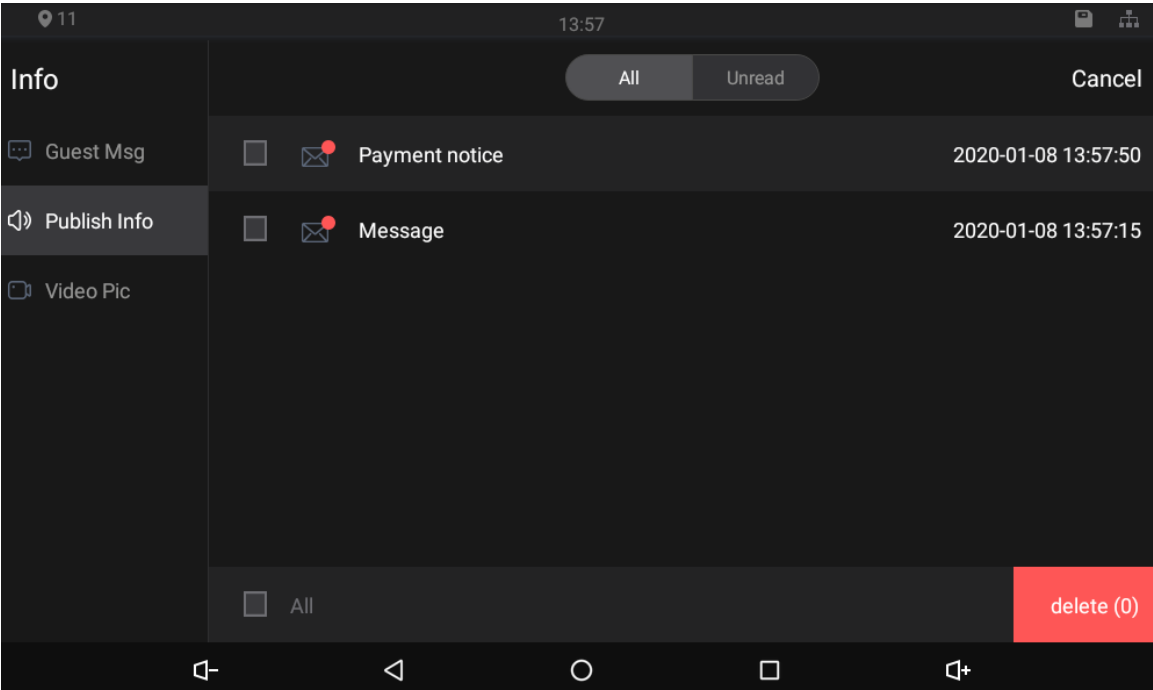 11
13:57
Info
All
Unread
Cancel
Guest Msg
Payment notice
2020-01-08 13:57:50
Publish Info
Message
2020-01-08 13:57:15
Video Pic
All
delete (0)